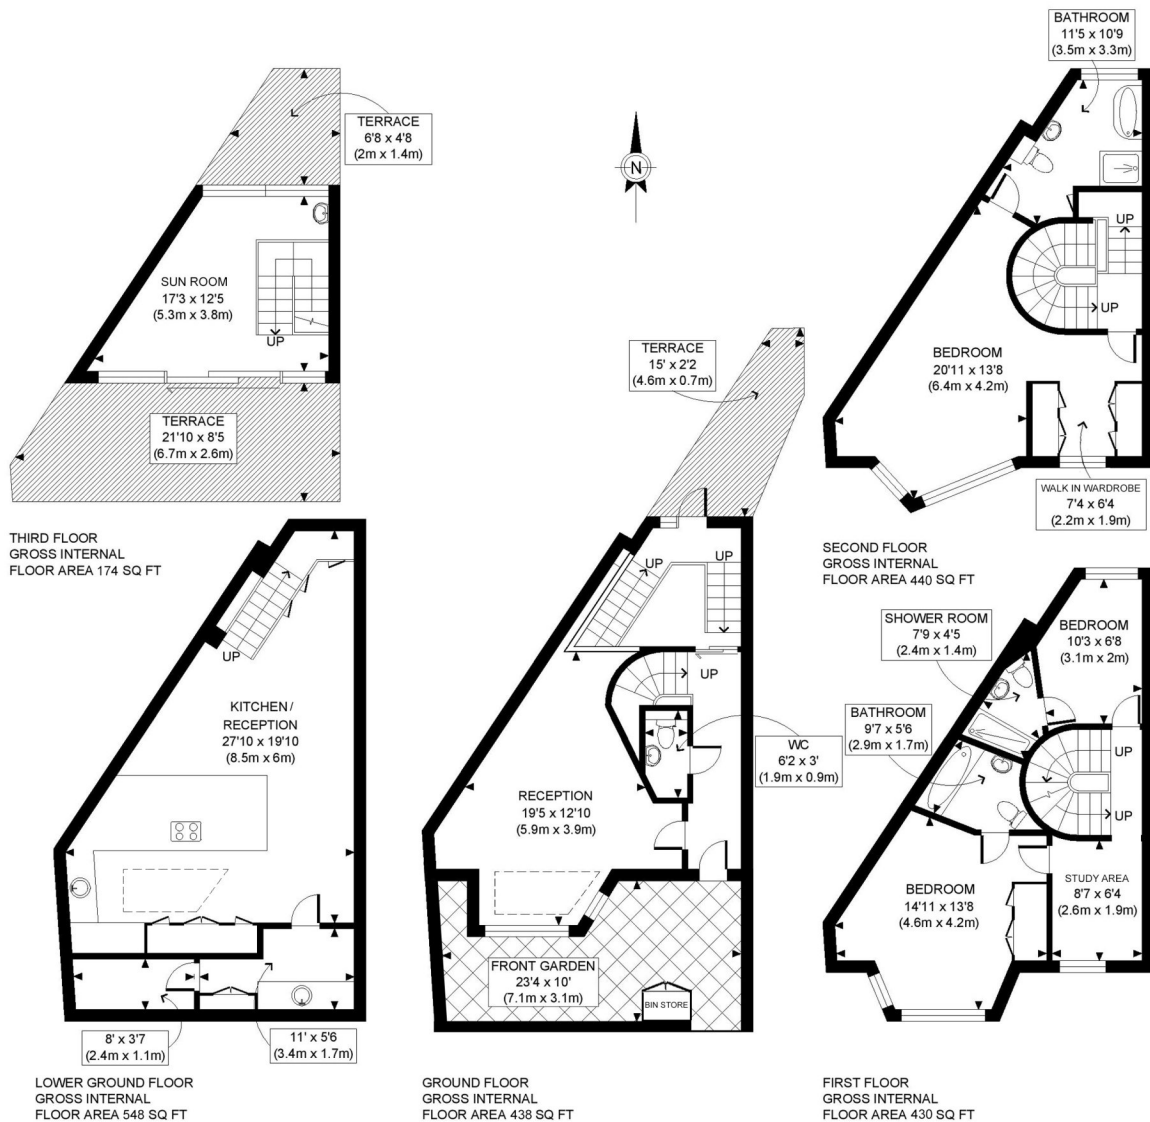 TERRACE
6'8 x 4'8
(2m x 1.4m)
SUN ROOM
17'3 x 12'5
(5.3m x 3.8m)
UP
TERRACE
21'10 x 8'5
(6.7m x 2.6m)
THIRD FLOOR
GROSS INTERNAL
FLOOR AREA 174 SQ FT
N
BATHROOM
11'5 x 10'9
(3.5m x 3.3m)
UP
UP
BEDROOM
20'11 x 13'8
(6.4m x 4.2m)
WALK IN WARDROBE
7'4 x 6'4
(2.2m x 1.9m)
SECOND FLOOR
GROSS INTERNAL
FLOOR AREA 440 SQ FT
UP
KITCHEN /
RECEPTION
27'10 x 19'10
(8.5m x 6m)
8' x 3'7
(2.4m x 1.1m)
11' x 5'6
(3.4m x 1.7m)
LOWER GROUND FLOOR
GROSS INTERNAL
FLOOR AREA 548 SQ FT
TERRACE
15' x 2'2
(4.6m x 0.7m)
UP
UP
UP
WC
6'2 x 3'
(1.9m x 0.9m)
RECEPTION
19'5 x 12'10
(5.9m x 3.9m)
FRONT GARDEN
23'4 x 10'
(7.1m x 3.1m)
BIN STORE
GROUND FLOOR
GROSS INTERNAL
FLOOR AREA 438 SQ FT
SHOWER ROOM
7'9 x 4'5
(2.4m x 1.4m)
BEDROOM
10'3 x 6'8
(3.1m x 2m)
BATHROOM
9'7 x 5'6
(2.9m x 1.7m)
UP
UP
BEDROOM
14'11 x 13'8
(4.6m x 4.2m)
STUDY AREA
8'7 x 6'4
(2.6m x 1.9m)
FIRST FLOOR
GROSS INTERNAL
FLOOR AREA 430 SQ FT